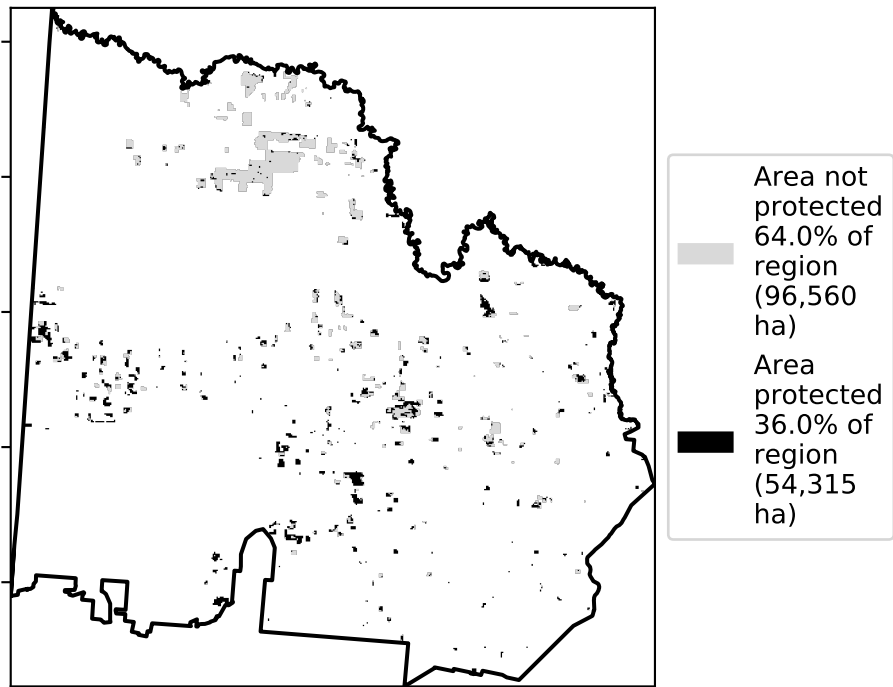 Area not
protected
64.0% of
region
(96,560
ha)
Area
protected
36.0% of
region
(54,315
ha)